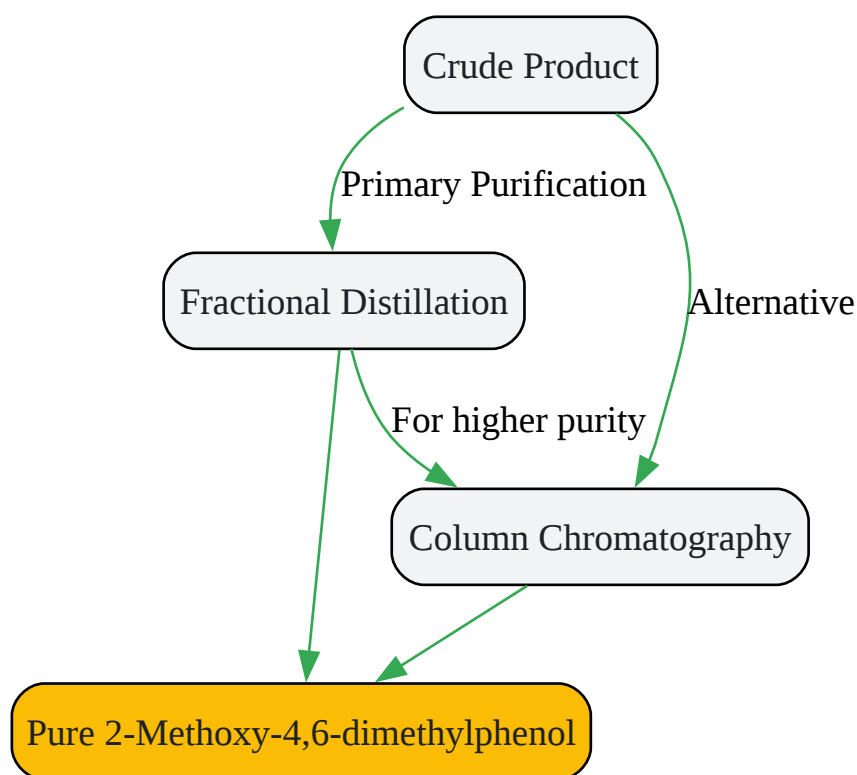 Crude Product
Primary Purification
Fractional Distillation
Alternative
For higher purity
Column Chromatography
Pure 2-Methoxy-4,6-dimethylphenol